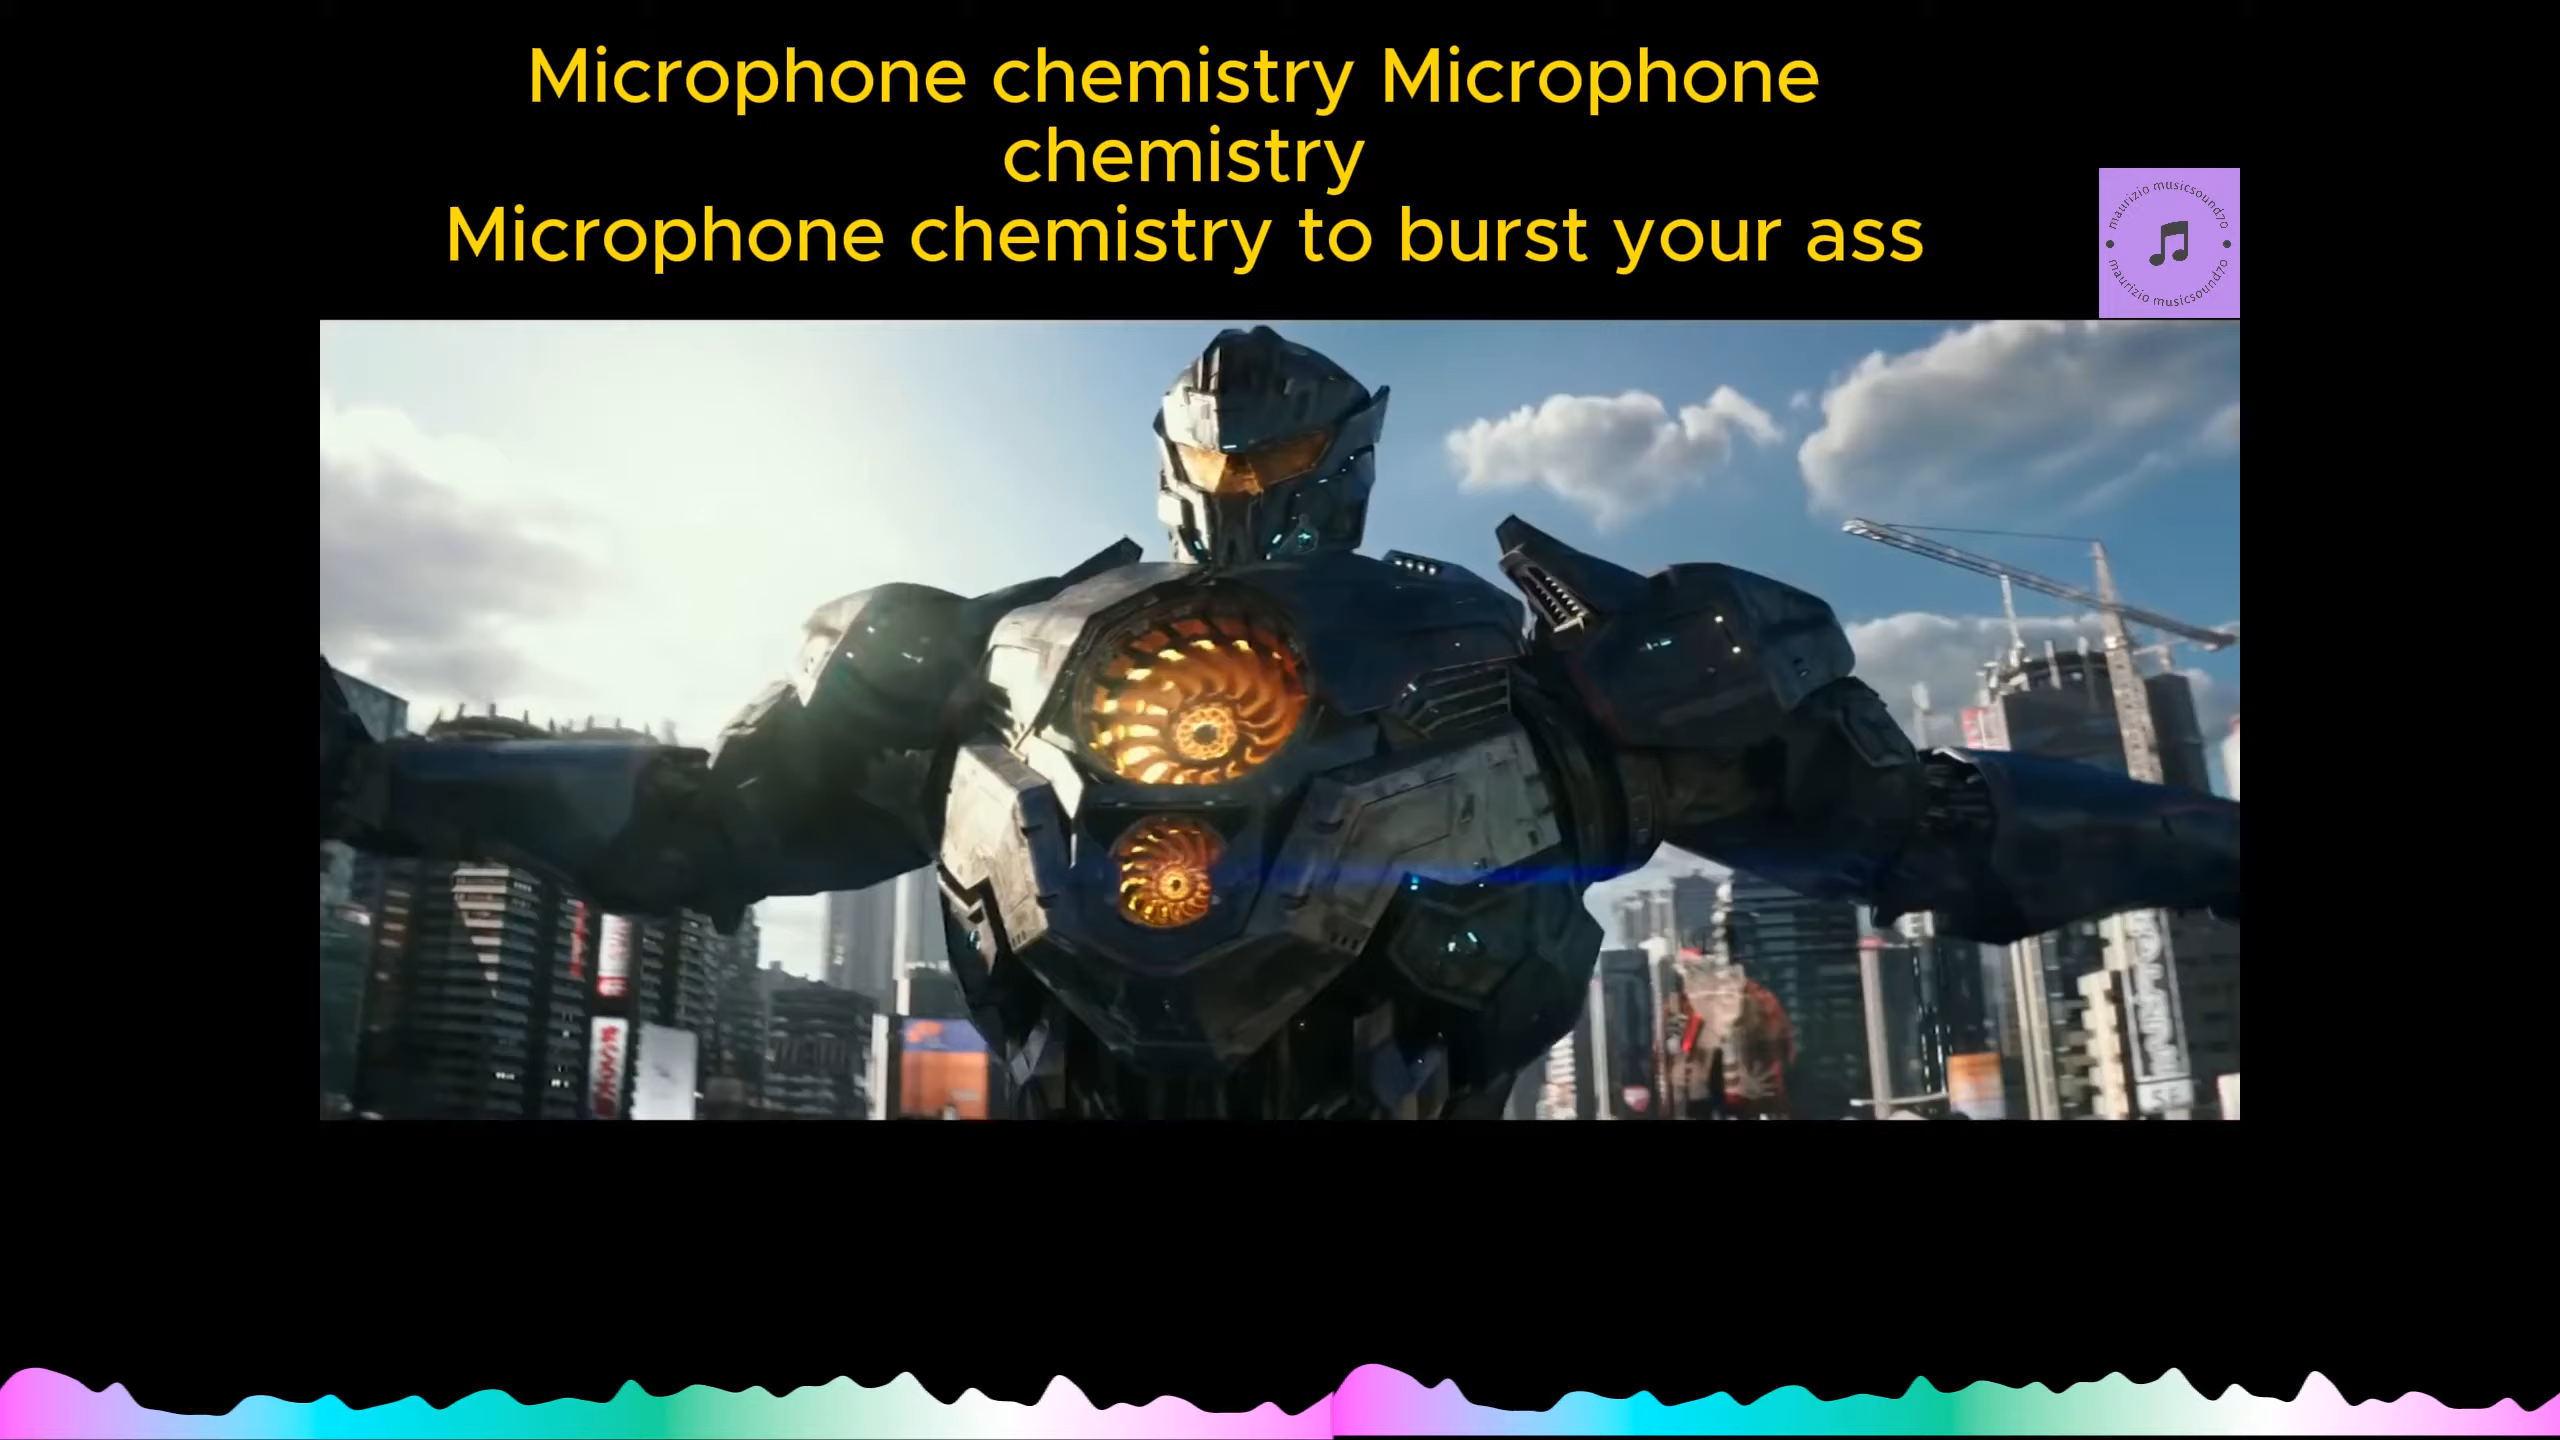 Microphone chemistry Microphone
chemistry
Microphone chemistry to burst your ass
maurizio musicsound70
maurizio musicsound70